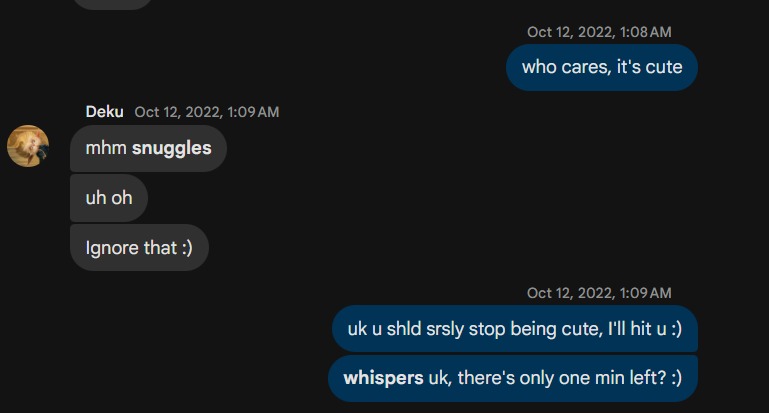 Oct 12, 2022, 1:08 AM
who cares, it's cute
Deku Oct 12, 2022, 1:09 AM
mhm snuggles
uh oh
Ignore that :)
Oct 12, 2022, 1:09 AM
uk u shld srsly stop being cute, I'll hit u :)
whispers uk, there's only one min left? :)